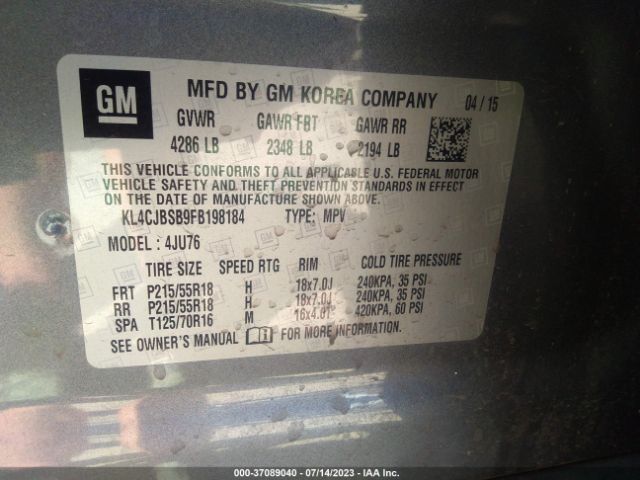 GM
MFD BY GM KOREA COMPANY 04 / 15
GVWR GAWR FRT GAWR RR
4286 LB 2348 LB 2194 LB
THIS VEHICLE CONFORMS TO ALL APPLICABLE U.S. FEDERAL MOTOR
VEHICLE SAFETY AND THEFT PREVENTION STANDARDS IN EFFECT
ON THE DATE OF MANUFACTURE SHOWN ABOVE.
KL4CJBSB9FB198184 TYPE: MPV
MODEL : 4JU76
TIRE SIZE SPEED RTG RIM COLD TIRE PRESSURE
FRT P215/55R18 H 18x7.0J 240KPA, 35 PSI
RR P215/55R18 H 18x7.0J 240KPA, 35 PSI
SPA T125/70R16 M 16x4.0T 420KPA, 60 PSI
SEE OWNER'S MANUAL FOR MORE INFORMATION.
000-37089040 - 07/14/2023 - IAA Inc.